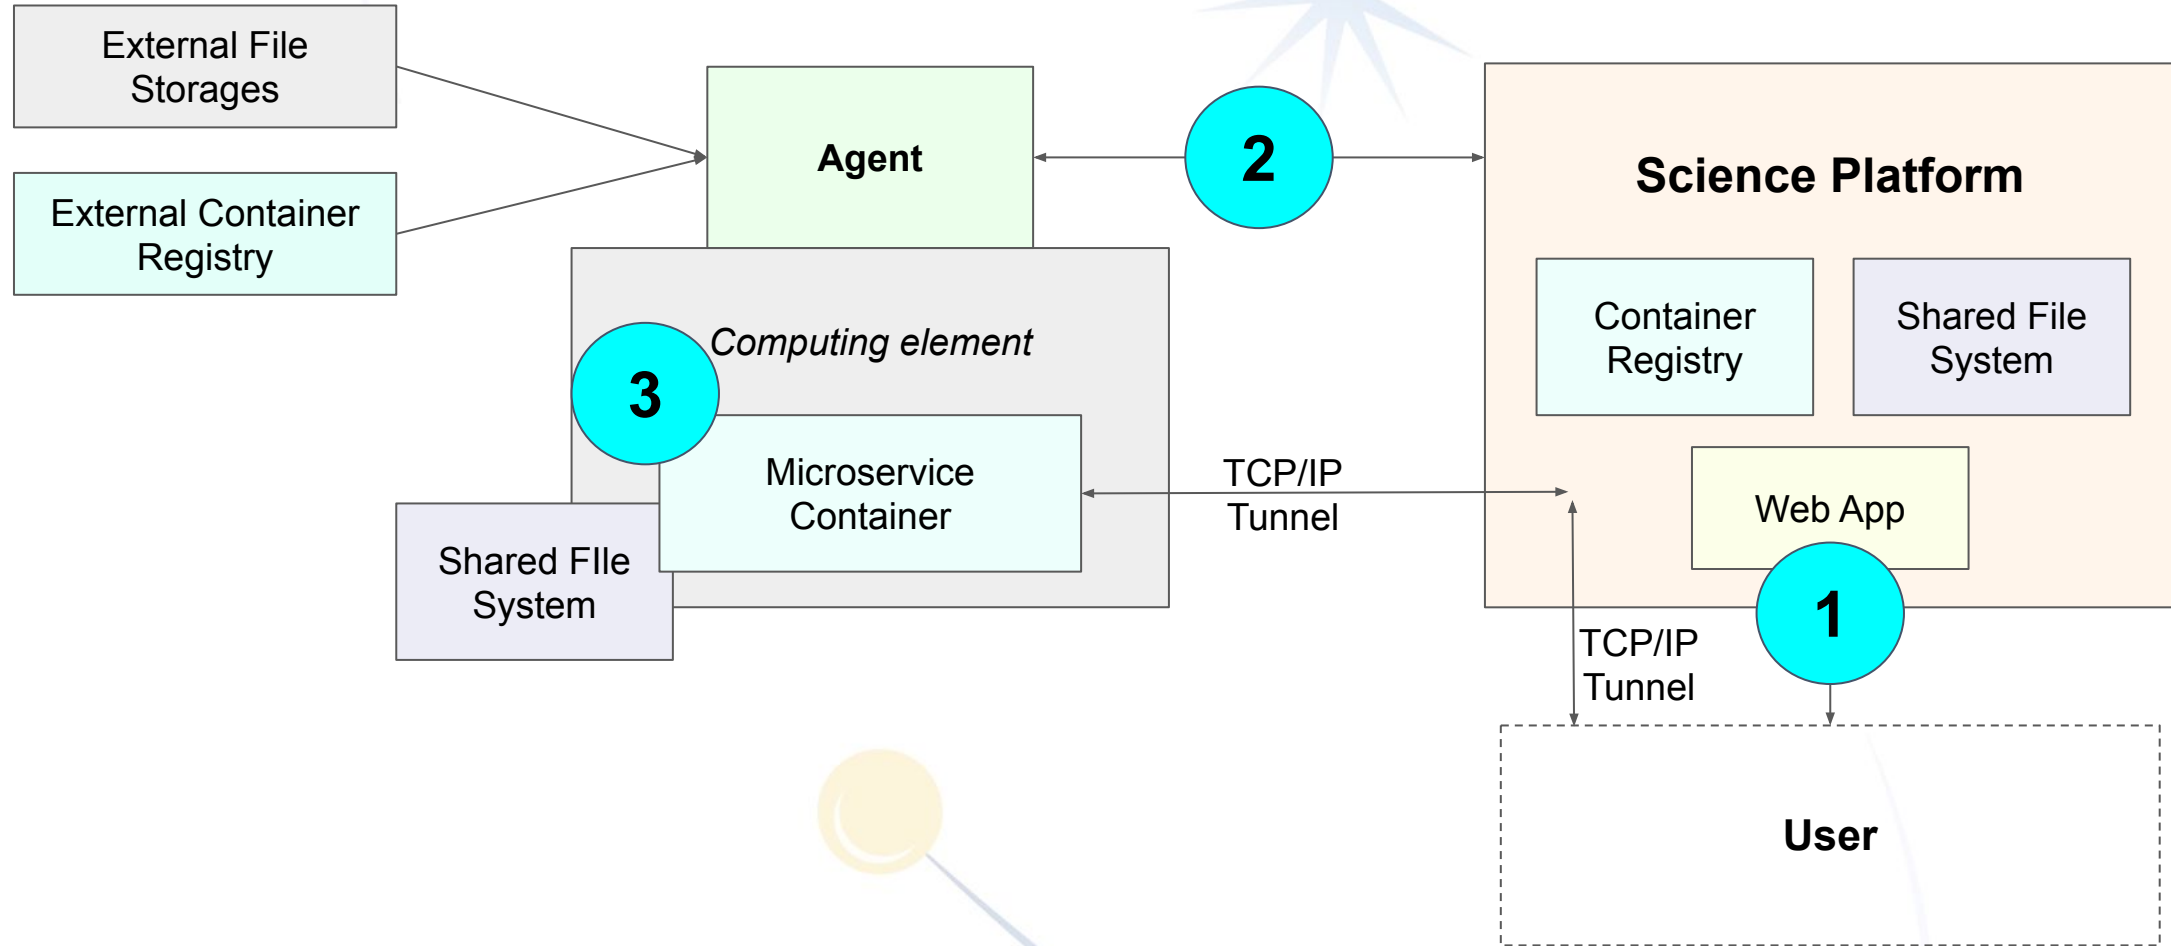 External File
Storages
External Container
Registry
Agent
2
Science Platform
Computing element
3
Microservice
Container
Shared FIle
System
TCP/IP
Tunnel
Container
Registry
Shared File
System
Web App
1
TCP/IP
Tunnel
User